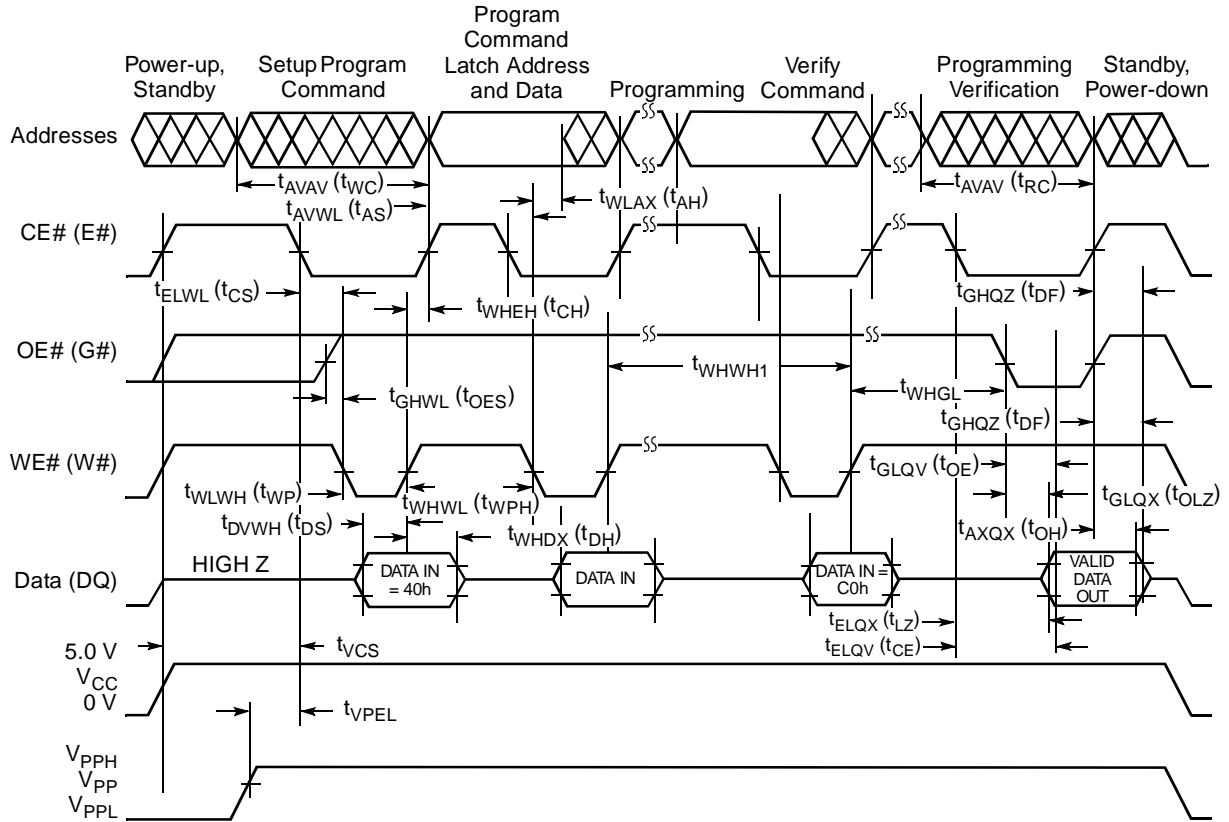 Power-up,
Standby
Setup Program
Command
Program
Command
Latch Address
and Data
Programming
Verify
Command
Programming
Verification
Standby,
Power-down
Addresses
tAVAV (tWC)
tAVWL (tAS)
tWLAX (tAH)
tAVAV (tRC)
CE# (E#)
tELWL (tCS)
tWHEH (tCH)
tGHQZ (tDF)
OE# (G#)
tWHWH1
tWHGL
tGHWL (tOES)
tGHQZ (tDF)
WE# (W#)
tGLQV (tOE)
tWLWH (tWP)
tWHWL (tWPH)
tGLQX (tOLZ)
tDVWH (tDS)
tWHDX (tDH)
tAXQX (tOH)
HIGH Z
Data (DQ)
DATA IN
= 40h
DATA IN
DATA IN =
C0h
VALID
DATA
OUT
tELQX (tLZ)
tELQV (tCE)
5.0 V
VCC
0 V
tVCS
tVPEL
VPPH
VPP
VPPL